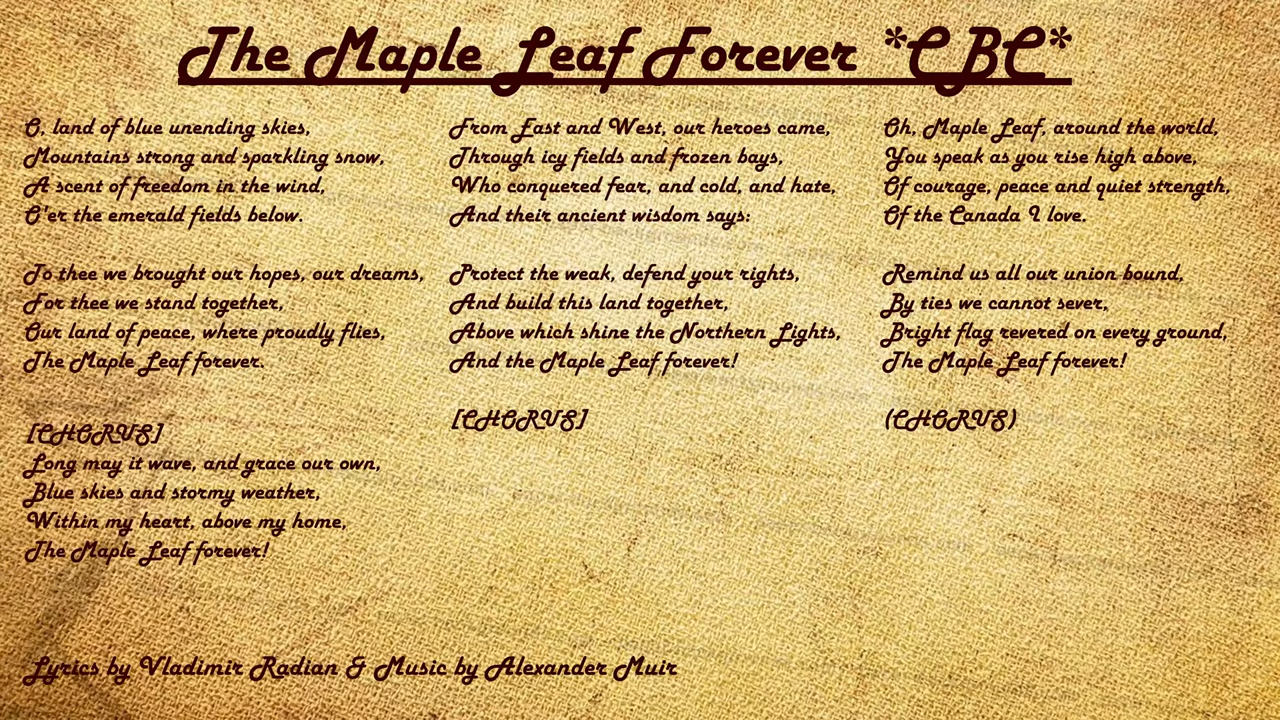 The Maple Leaf Forever *CBC*
O, land of blue unending skies,
Mountains strong and sparkling snow,
A scent of freedom in the wind,
O'er the emerald fields below.
To thee we brought our hopes, our dreams,
For thee we stand together,
Our land of peace, where proudly flies,
The Maple Leaf forever.
[CHORUS]
Long may it wave, and grace our own,
Blue skies and stormy weather,
Within my heart, above my home,
The Maple Leaf forever!
From East and West, our heroes came,
Through icy fields and frozen bays,
Who conquered fear, and cold, and hate,
And their ancient wisdom says:
Protect the weak, defend your rights,
And build this land together,
Above which shine the Northern Lights,
And the Maple Leaf forever!
[CHORUS]
Oh, Maple Leaf, around the world,
You speak as you rise high above,
Of courage, peace and quiet strength,
Of the Canada I love.
Remind us all our union bound,
By ties we cannot sever,
Bright flag revered on every ground,
The Maple Leaf forever!
(CHORUS)
Lyrics by Vladimir Radian & Music by Alexander Muir